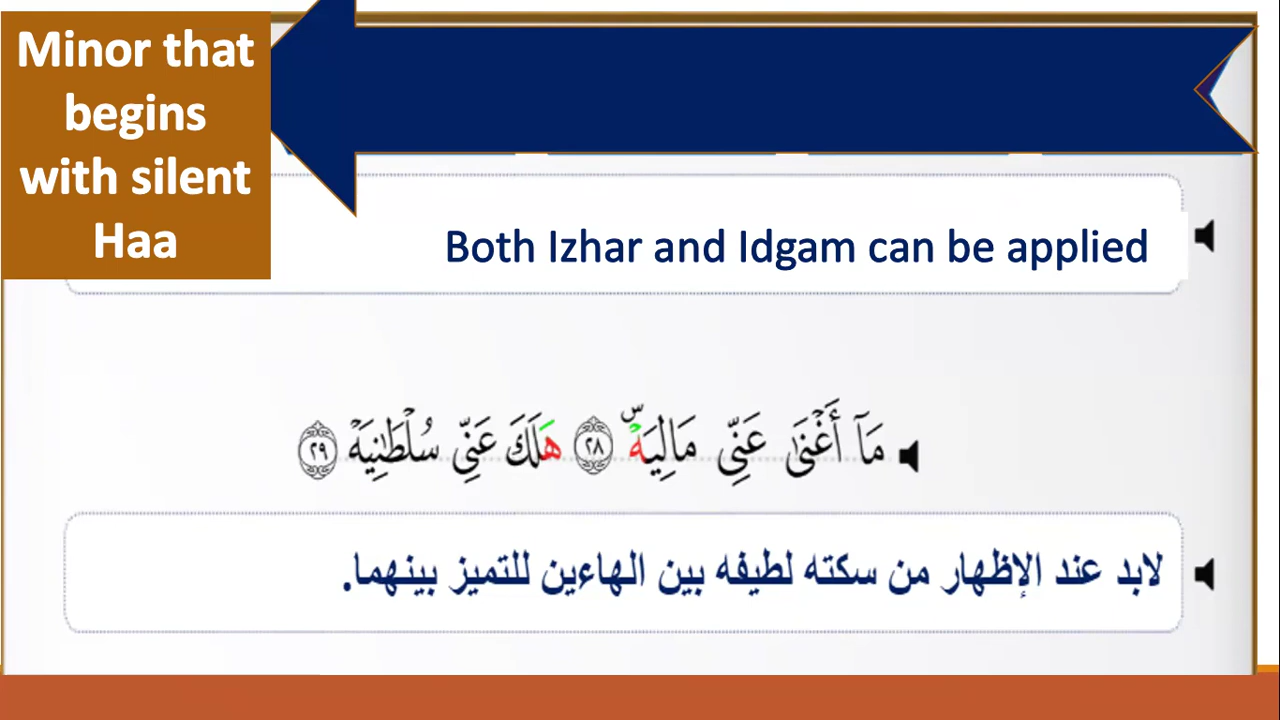 Minor that
begins
with silent
Haa
Both Izhar and Idgam can be applied
مَآ أَغْنَىٰ عَنِّى مَالِيَهْۜ ٢٨ هَلَكَ عَنِّى سُلْطَـٰنِيَهْ ٢٩
لابد عند الإظهار من سكته لطيفه بين الهاءين للتميز بينهما.